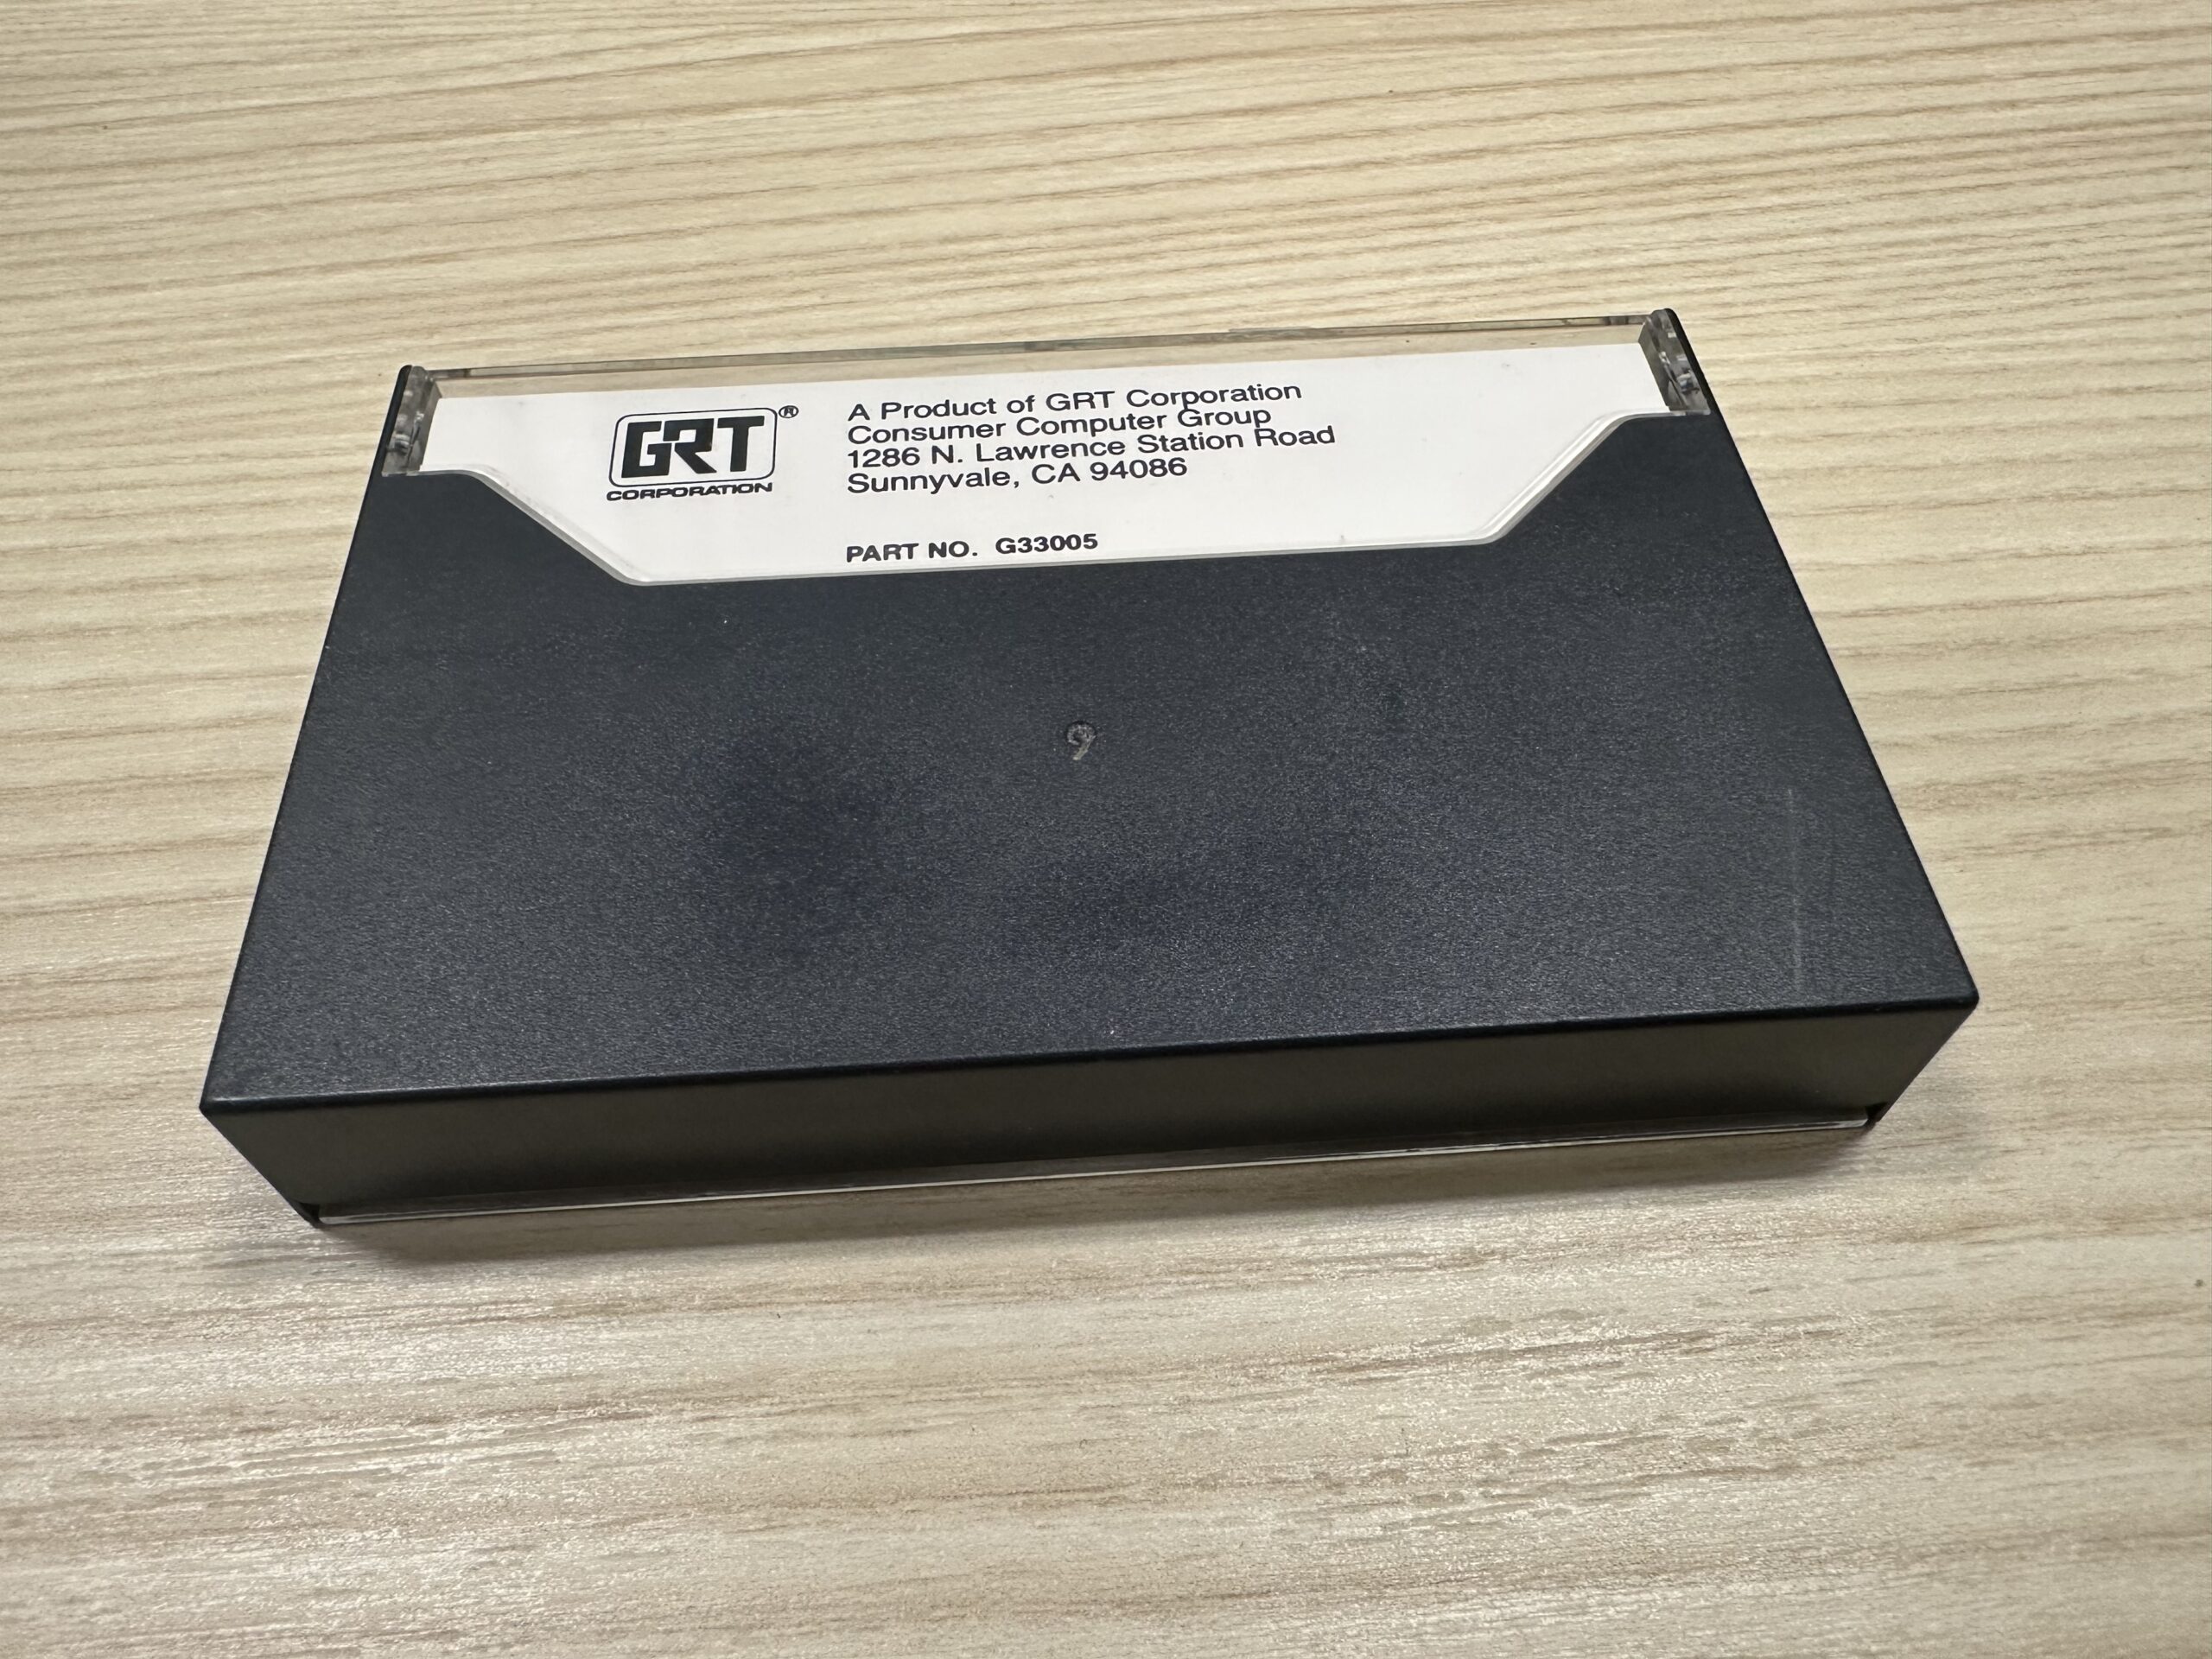 GRT®
CORPORATION
A Product of GRT Corporation
Consumer Computer Group
1286 N. Lawrence Station Road
Sunnyvale, CA 94086
PART NO. G33005